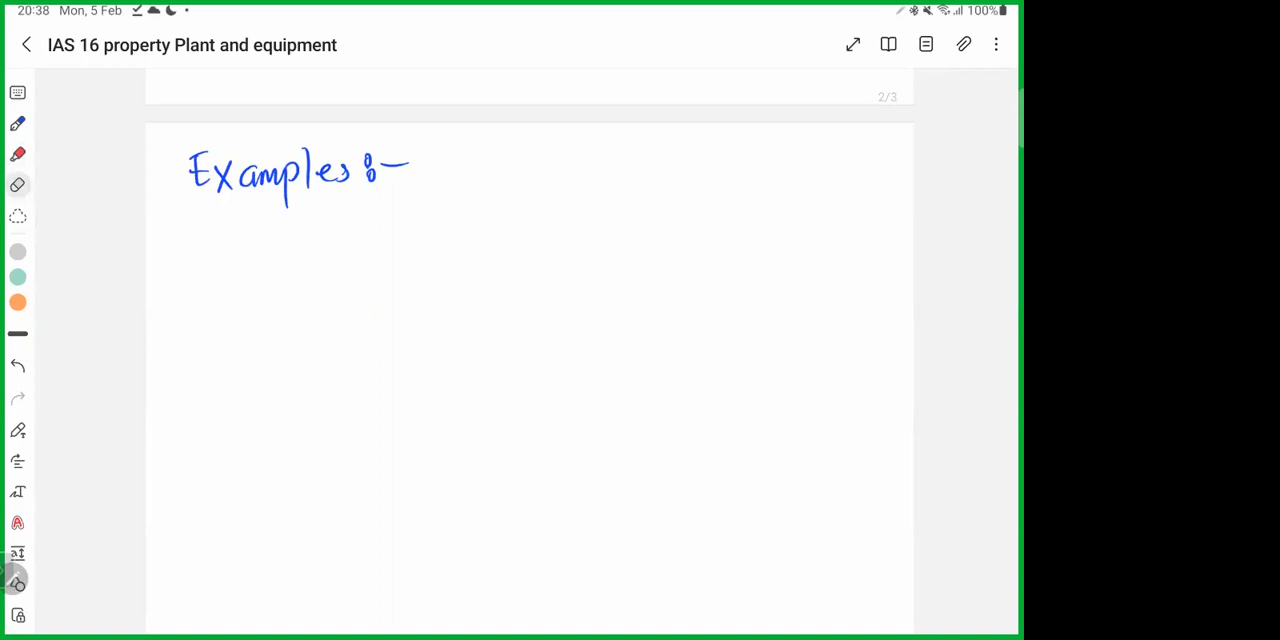 20:38 Mon, 5 Feb 100%
IAS 16 property Plant and equipment
2/3
Examples :-